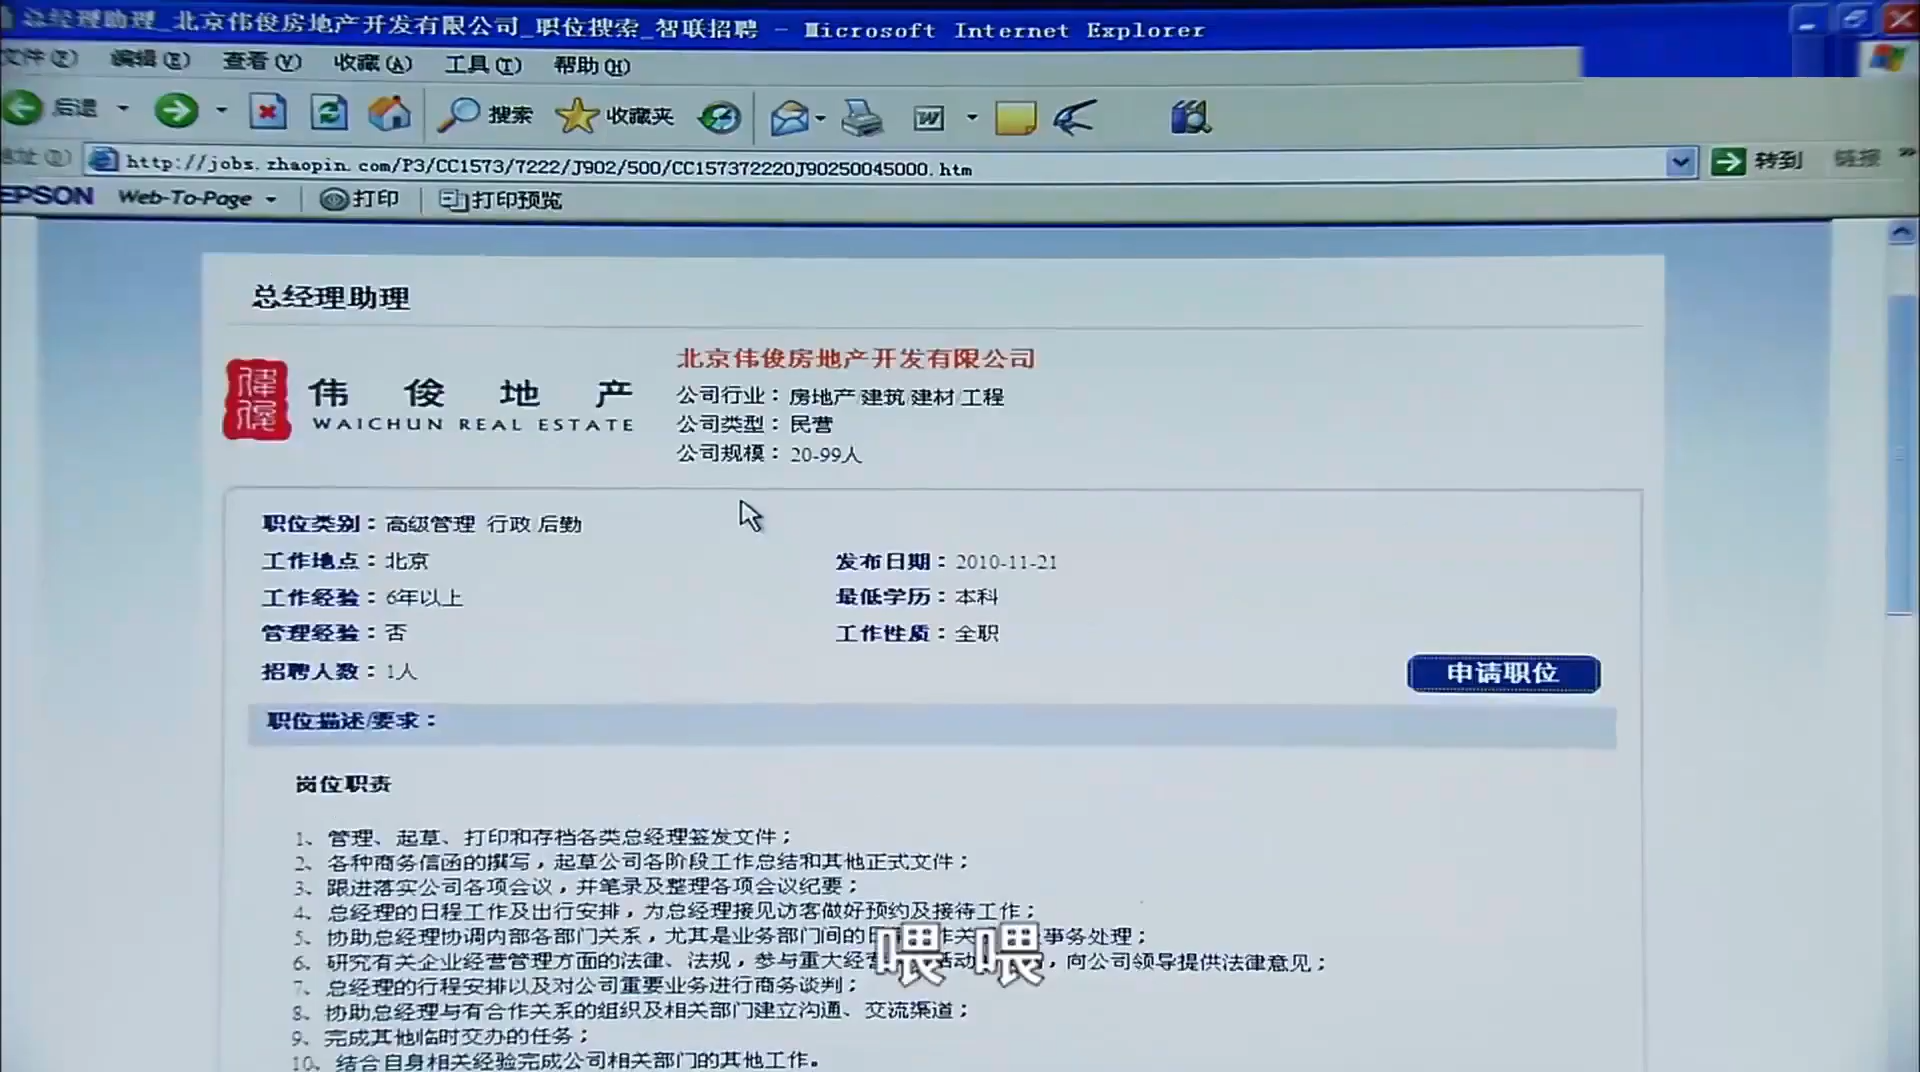 总经理助理_北京伟俊房地产开发有限公司_职位搜索_智联招聘 - Microsoft Internet Explorer
文件(F) 编辑(E) 查看(V) 收藏(A) 工具(T) 帮助(H)
后退 搜索 收藏夹
地址(D) http://jobs.zhaopin.com/P3/CC1573/7222/J902/500/CC157372220J90250045000.htm 转到 链接 »
EPSON Web-To-Page 打印 打印预览
总经理助理
伟俊地产
WAICHUN REAL ESTATE
北京伟俊房地产开发有限公司
公司行业：房地产 建筑 建材 工程
公司类型：民营
公司规模：20-99人
职位类别：高级管理 行政 后勤
工作地点：北京 发布日期：2010-11-21
工作经验：6年以上 最低学历：本科
管理经验：否 工作性质：全职
招聘人数：1人
申请职位
职位描述/要求：
岗位职责
1、管理、起草、打印和存档各类总经理签发文件；
2、各种商务信函的撰写，起草公司各阶段工作总结和其他正式文件；
3、跟进落实公司各项会议，并笔录及整理各项会议纪要；
4、总经理的日程工作及出行安排，为总经理接见访客做好预约及接待工作；
5、协助总经理协调内部各部门关系，尤其是业务部门间的日 作关 事务处理；
6、研究有关企业经营管理方面的法律、法规，参与重大经营 活动 ，向公司领导提供法律意见；
7、总经理的行程安排以及对公司重要业务进行商务谈判；
8、协助总经理与有合作关系的组织及相关部门建立沟通、交流渠道；
9、完成其他临时交办的任务；
10、结合自身相关经验完成公司相关部门的其他工作。
喂 喂